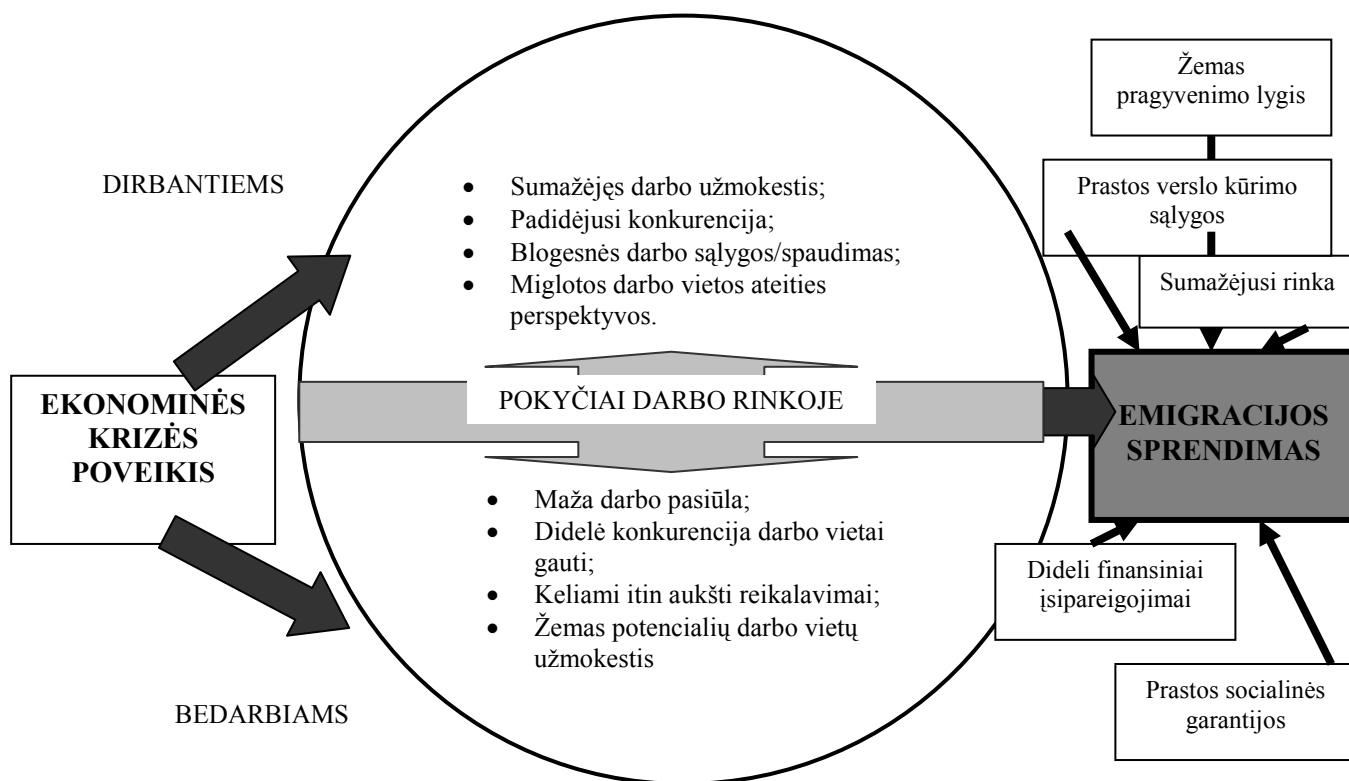 DIRBANTIEMS
• Sumažėjęs darbo užmokestis;
• Padidėjusi konkurencija;
• Blogesnės darbo sąlygos/spaudimas;
• Miglotos darbo vietos ateities
perspektyvos.
EKONOMINĖS
KRIZĖS
POVEIKIS
POKYČIAI DARBO RINKOJE
• Maža darbo pasiūla;
• Didelė konkurencija darbo vietai
gauti;
• Keliami itin aukšti reikalavimai;
• Žemas potencialių darbo vietų
užmokestis
BEDARBIAMS
Žemas
pragyvenimo lygis
Prastos verslo kūrimo
sąlygos
Sumažėjusi rinka
EMIGRACIJOS
SPRENDIMAS
Dideli finansiniai
įsipareigojimai
Prastos socialinės
garantijos